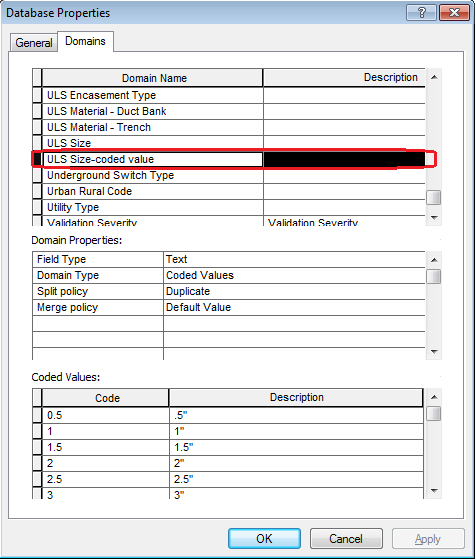 Database Properties
General Domains
Domain Name Description
ULS Encasement Type
ULS Material - Duct Bank
ULS Material - Trench
ULS Size
ULS Size-coded value
Underground Switch Type
Urban Rural Code
Utility Type
Validation Severity Validation Severity
Domain Properties:
Field Type Text
Domain Type Coded Values
Split policy Duplicate
Merge policy Default Value
Coded Values:
Code Description
0.5 .5"
1 1"
1.5 1.5"
2 2"
2.5 2.5"
3 3"
OK Cancel Apply